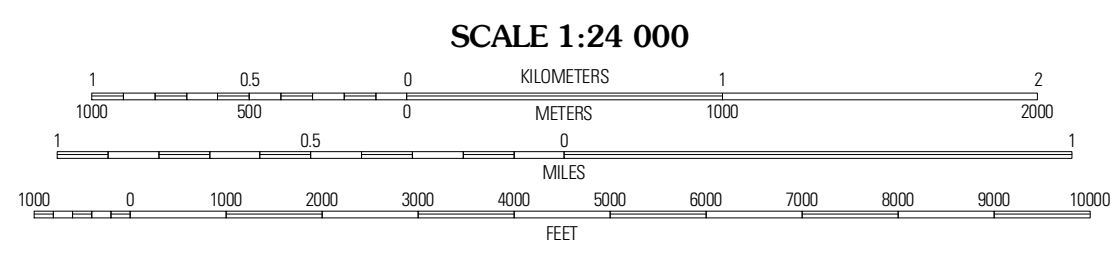 SCALE 1:24 000
1 0.5 0 KILOMETERS 1 2
1000 500 0 METERS 1000 2000
1 0.5 0 1
MILES
1000 0 1000 2000 3000 4000 5000 6000 7000 8000 9000 10000
FEET